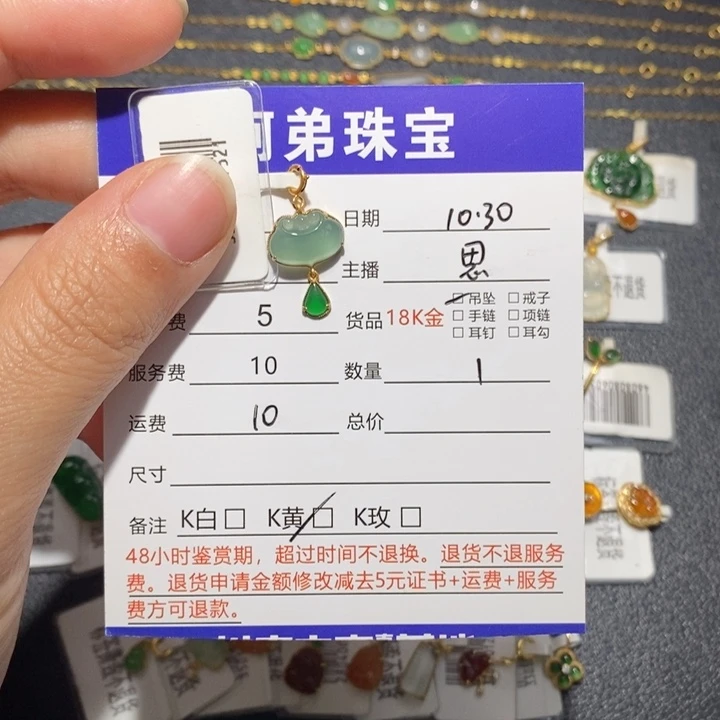 弟珠宝
日期 10·30
主播 思
费 5 货品 18K金 吊坠 戒子
手链 项链
耳钉 耳勾
服务费 10 数量 1
运费 10 总价
尺寸
备注 K白 K黄 K玫
48小时鉴赏期，超过时间不退换。退货不退服务
费。退货申请金额修改减去5元证书+运费+服务
费方可退款。